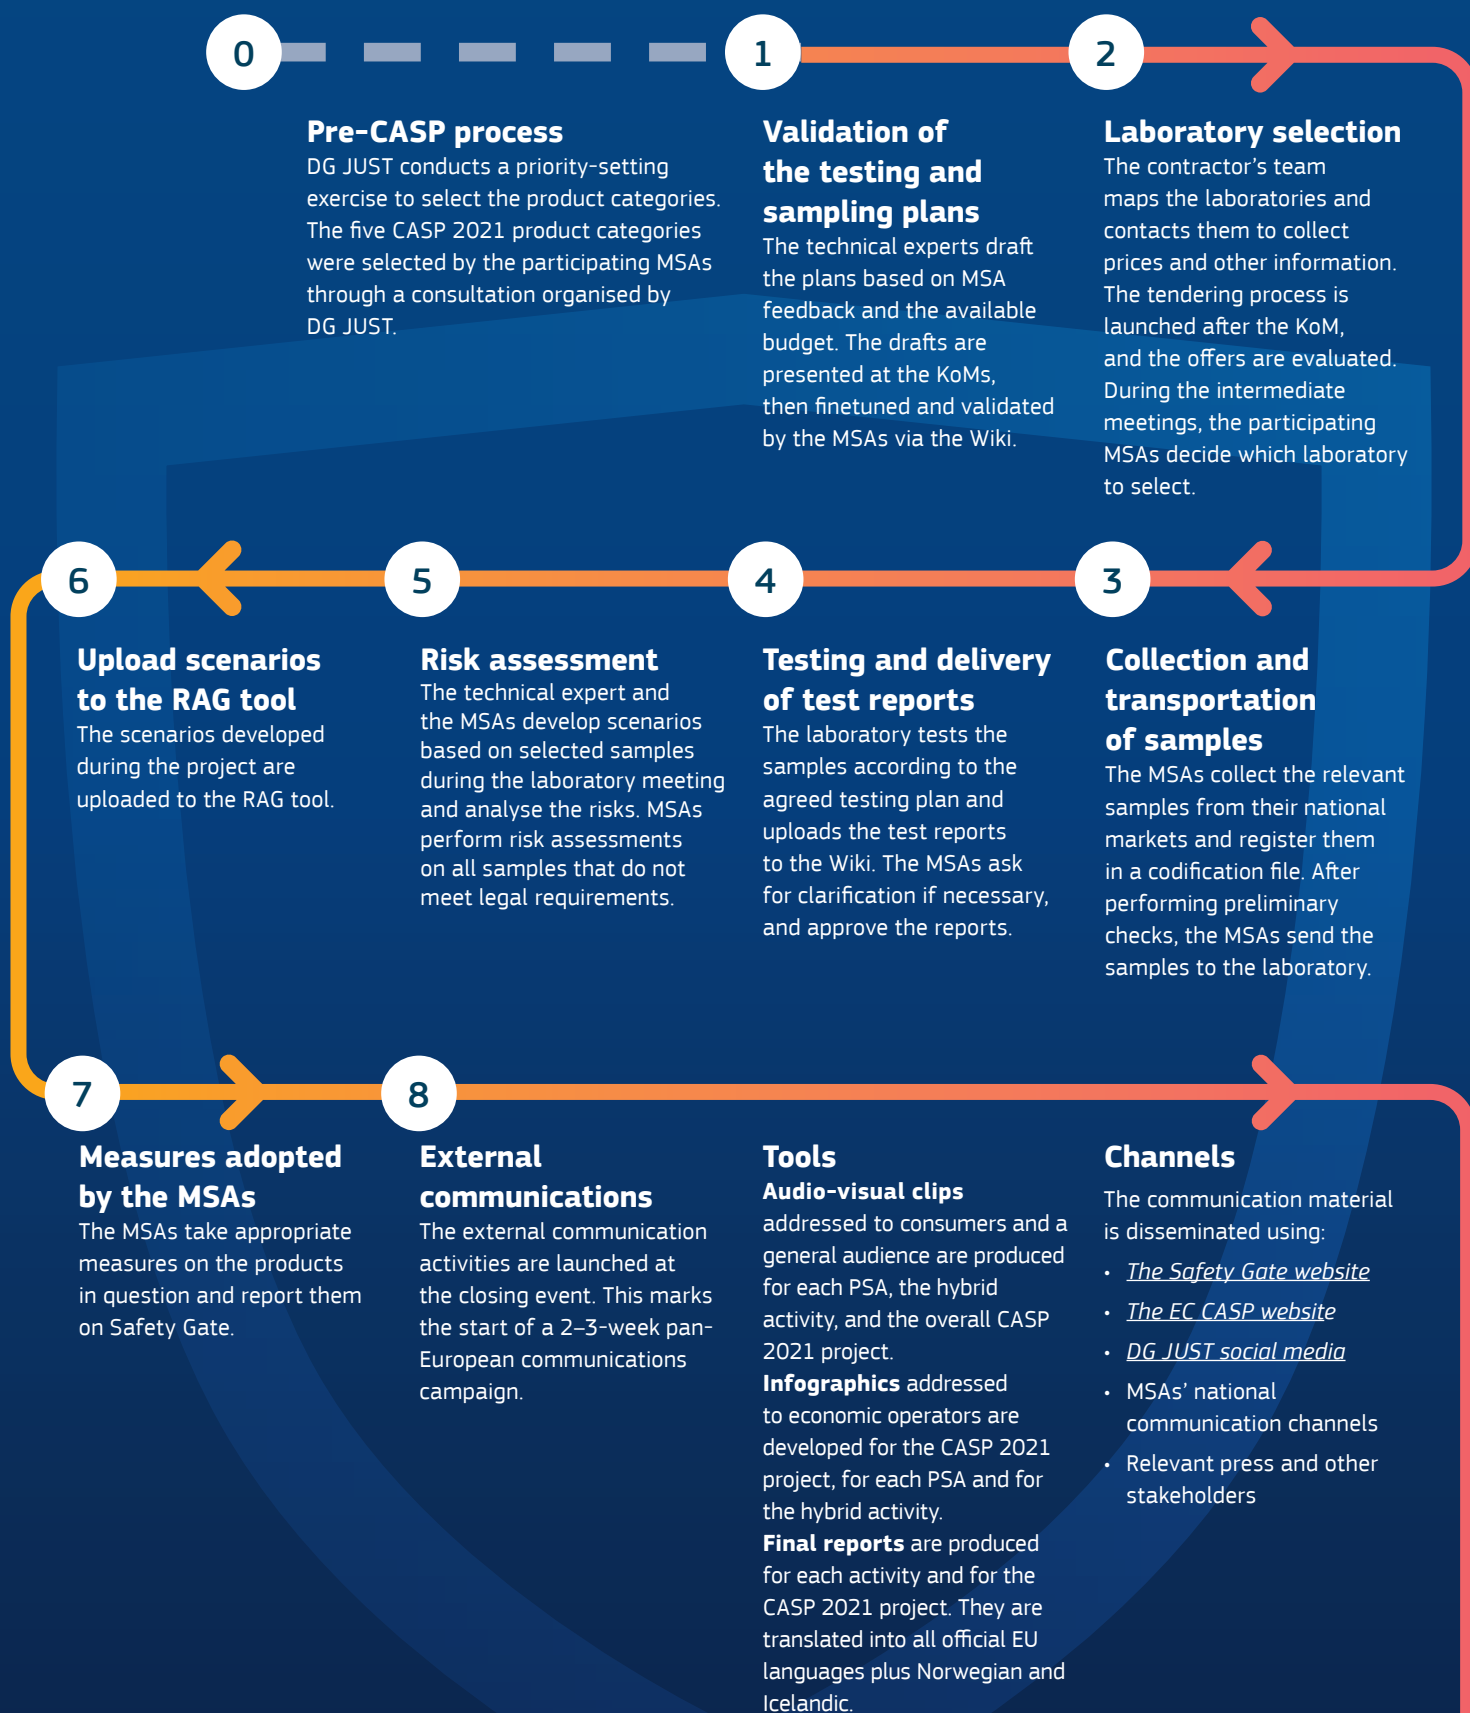 0
Pre-CASP process
DG JUST conducts a priority-setting
exercise to select the product categories.
The five CASP 2021 product categories
were selected by the participating MSAs
through a consultation organised by
DG JUST.
1
Validation of
the testing and
sampling plans
The technical experts draft
the plans based on MSA
feedback and the available
budget. The drafts are
presented at the KoMs,
then finetuned and validated
by the MSAs via the Wiki.
2
Laboratory selection
The contractor's team
maps the laboratories and
contacts them to collect
prices and other information.
The tendering process is
launched after the KoM,
and the offers are evaluated.
During the intermediate
meetings, the participating
MSAs decide which laboratory
to select.
3
Collection and
transportation
of samples
The MSAs collect the relevant
samples from their national
markets and register them
in a codification file. After
performing preliminary
checks, the MSAs send the
samples to the laboratory.
4
Testing and delivery
of test reports
The laboratory tests the
samples according to the
agreed testing plan and
uploads the test reports
to the Wiki. The MSAs ask
for clarification if necessary,
and approve the reports.
5
Risk assessment
The technical expert and
the MSAs develop scenarios
based on selected samples
during the laboratory meeting
and analyse the risks. MSAs
perform risk assessments
on all samples that do not
meet legal requirements.
6
Upload scenarios
to the RAG tool
The scenarios developed
during the project are
uploaded to the RAG tool.
7
Measures adopted
by the MSAs
The MSAs take appropriate
measures on the products
in question and report them
on Safety Gate.
8
External
communications
The external communication
activities are launched at
the closing event. This marks
the start of a 2–3-week pan-
European communications
campaign.
Tools
Audio-visual clips
addressed to consumers and a
general audience are produced
for each PSA, the hybrid
activity, and the overall CASP
2021 project.
Infographics addressed
to economic operators are
developed for the CASP 2021
project, for each PSA and for
the hybrid activity.
Final reports are produced
for each activity and for the
CASP 2021 project. They are
translated into all official EU
languages plus Norwegian and
Icelandic.
Channels
The communication material
is disseminated using:
• The Safety Gate website
• The EC CASP website
• DG JUST social media
• MSAs' national
communication channels
• Relevant press and other
stakeholders